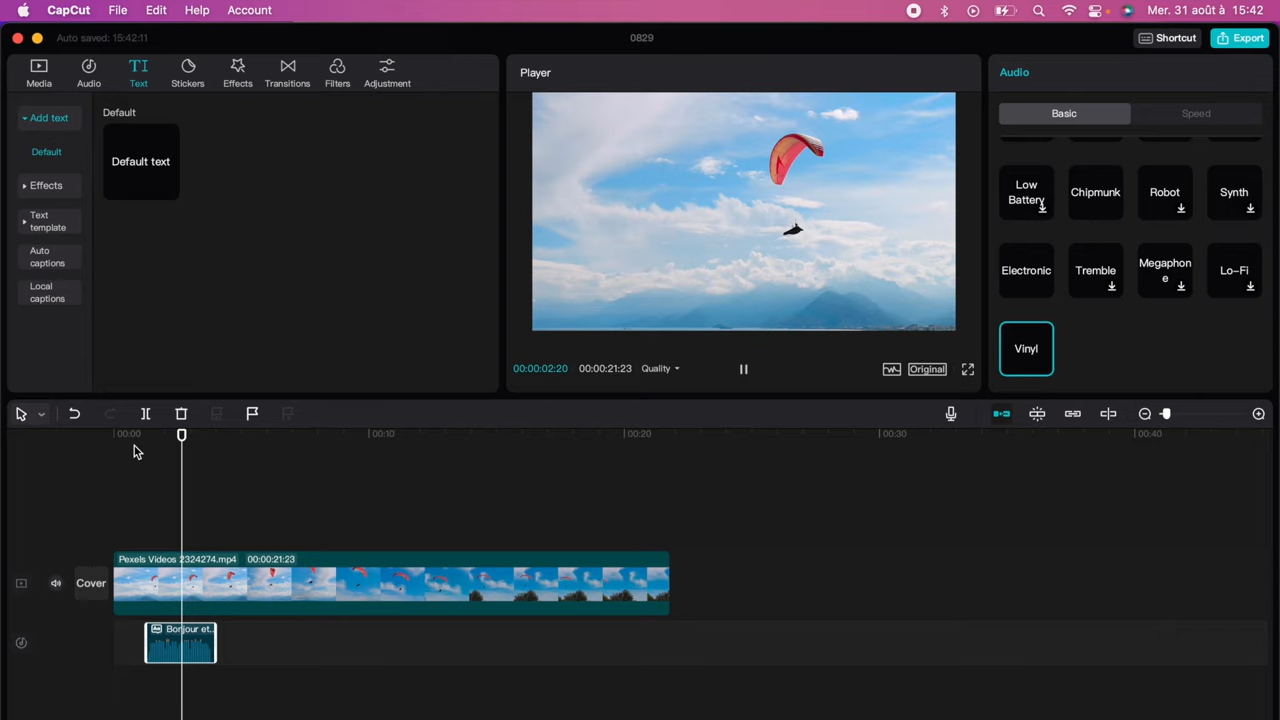 CapCut File Edit Help Account Mer. 31 août à 15:42
Auto saved: 15:42:11 0829 Shortcut Export
Media Audio TI Text Stickers Effects Transitions Filters Adjustment
Add text
Default
Effects
Text
template
Auto
captions
Local
captions
Default
Default text
Player
00:00:02:20 00:00:21:23 Quality Original
Audio
Basic Speed
Low
Battery Chipmunk Robot Synth
Electronic Tremble Megaphon
e Lo-Fi
Vinyl
00:00 00:10 00:20 00:30 00:40
Pexels Videos 2324274.mp4 00:00:21:23
Cover
Bonjour et..